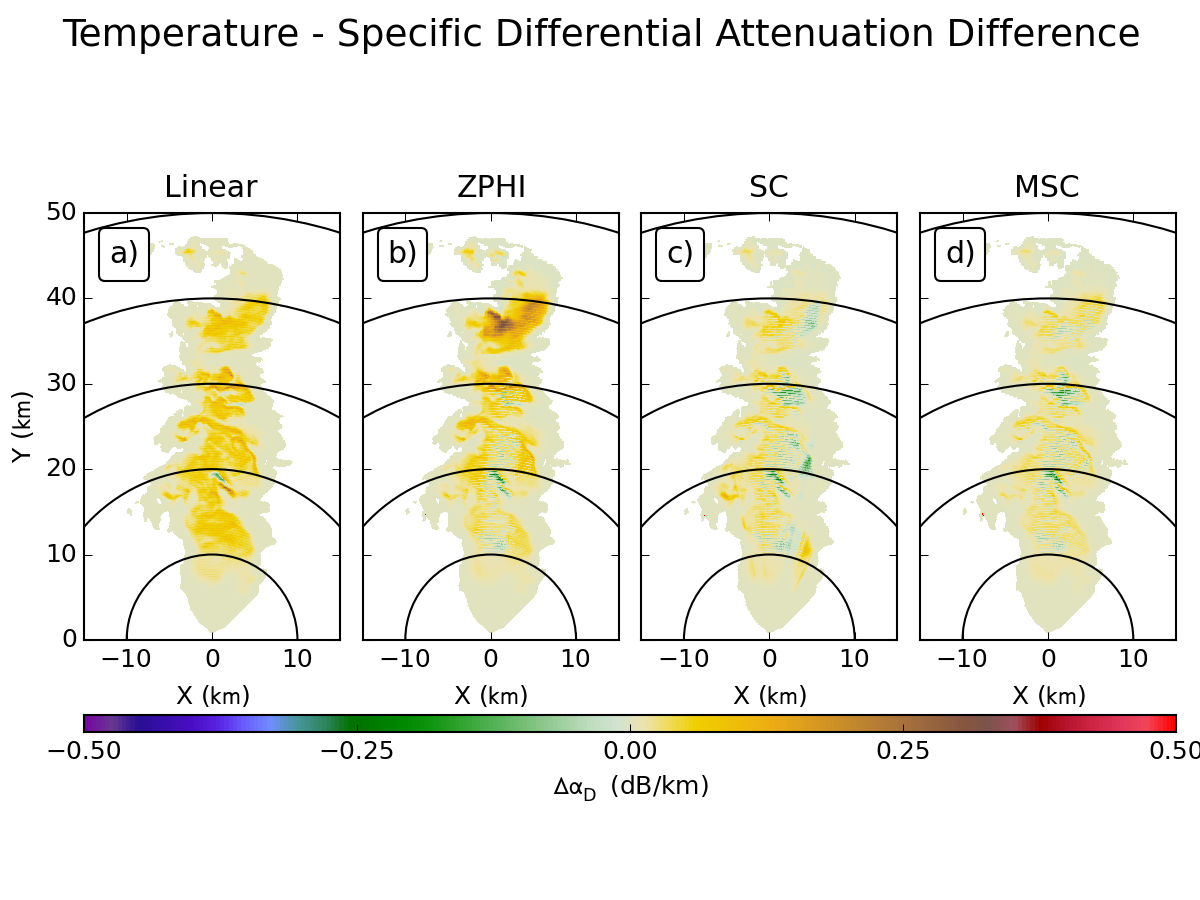 Temperature - Specific Differential Attenuation Difference
Linear ZPHI SC MSC
a) b) c) d)
50
40
30
20
10
0
Y (km)
−10 0 10 −10 0 10 −10 0 10 −10 0 10
X (km) X (km) X (km) X (km)
−0.50 −0.25 0.00 0.25 0.50
Δα_D (dB/km)